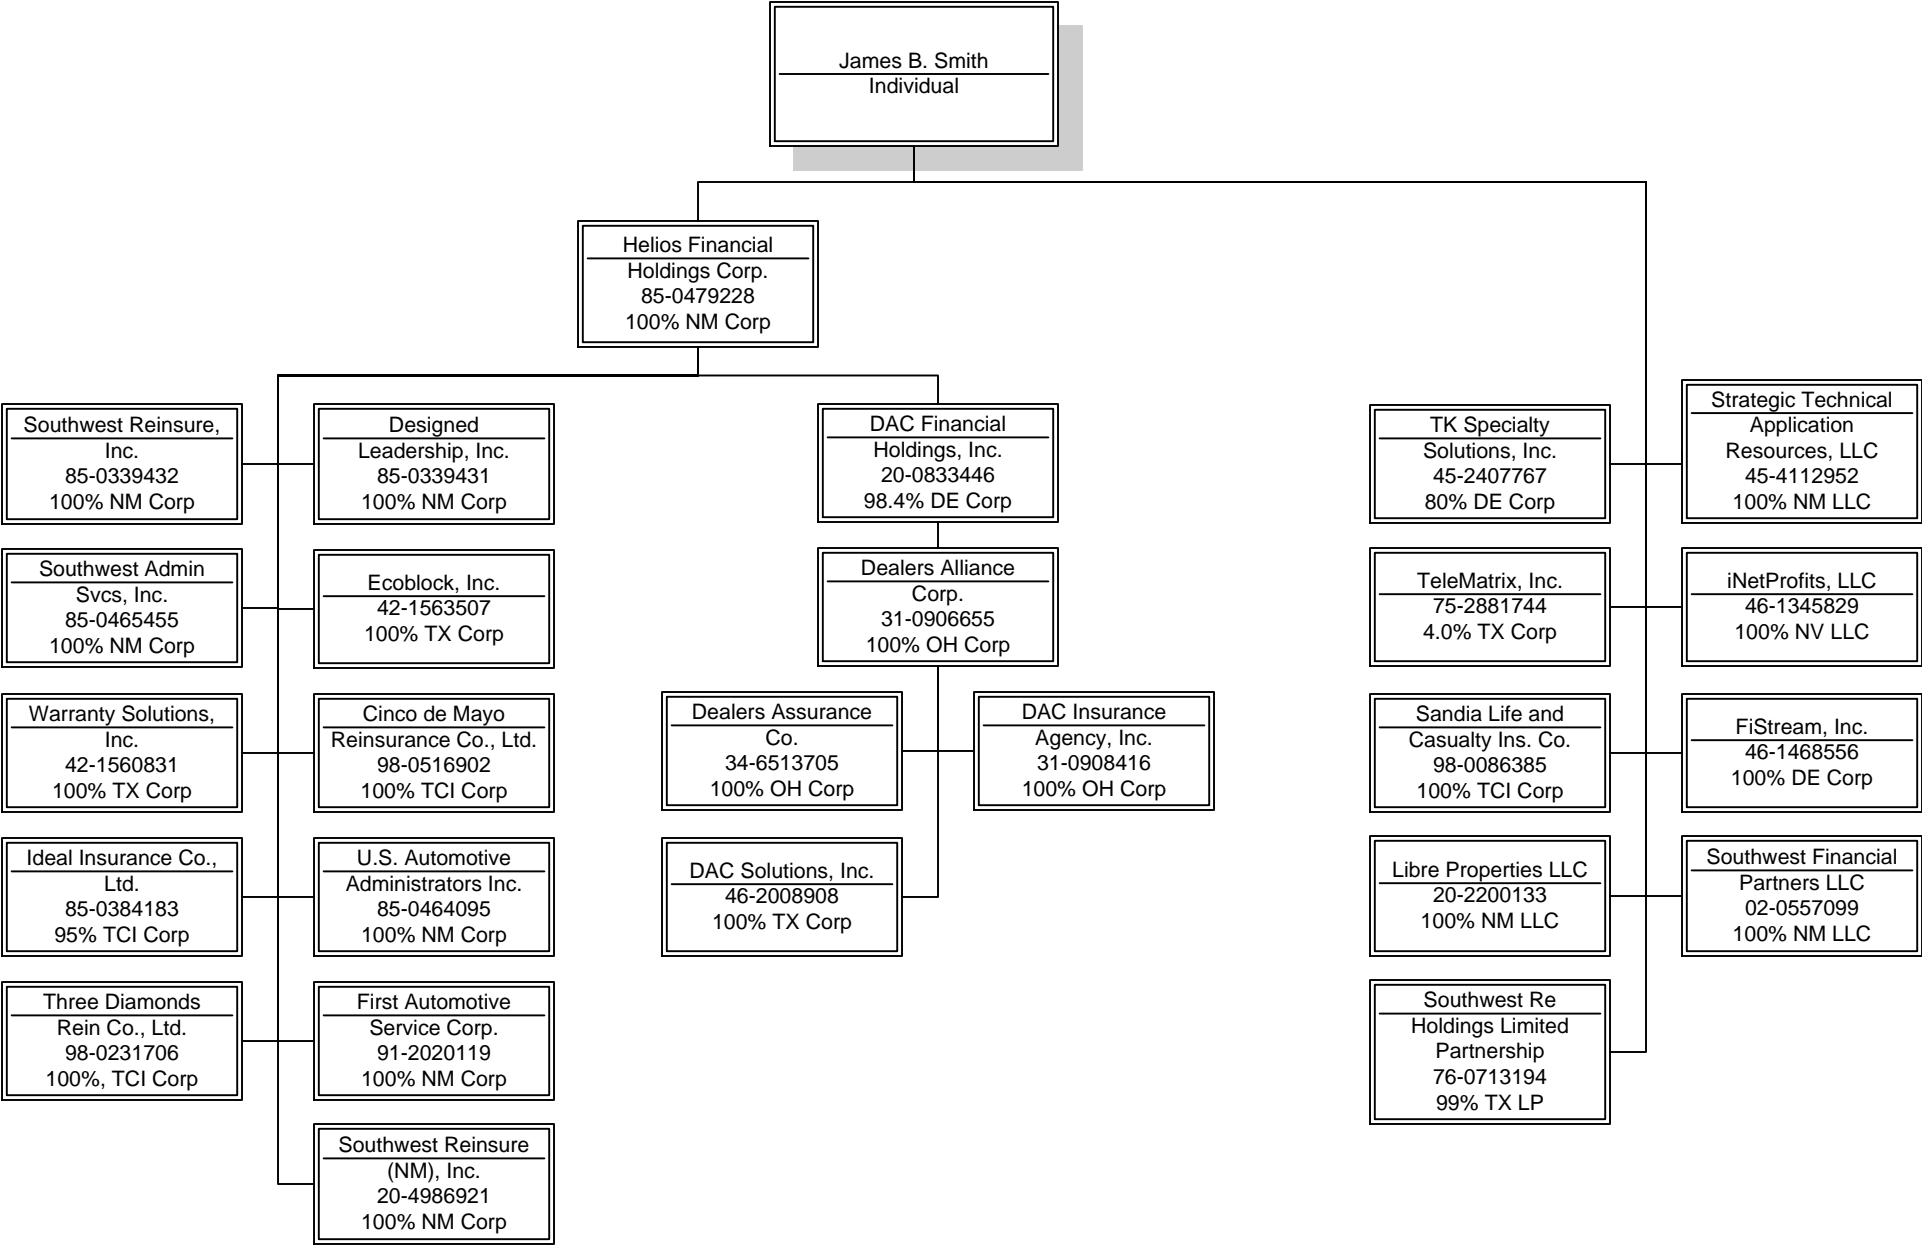 James B. Smith
Individual
Helios Financial
Holdings Corp.
85-0479228
100% NM Corp
Southwest Reinsure,
Inc.
85-0339432
100% NM Corp
Designed
Leadership, Inc.
85-0339431
100% NM Corp
DAC Financial
Holdings, Inc.
20-0833446
98.4% DE Corp
TK Specialty
Solutions, Inc.
45-2407767
80% DE Corp
Strategic Technical
Application
Resources, LLC
45-4112952
100% NM LLC
Southwest Admin
Svcs, Inc.
85-0465455
100% NM Corp
Ecoblock, Inc.
42-1563507
100% TX Corp
Dealers Alliance
Corp.
31-0906655
100% OH Corp
TeleMatrix, Inc.
75-2881744
4.0% TX Corp
iNetProfits, LLC
46-1345829
100% NV LLC
Warranty Solutions,
Inc.
42-1560831
100% TX Corp
Cinco de Mayo
Reinsurance Co., Ltd.
98-0516902
100% TCI Corp
Dealers Assurance
Co.
34-6513705
100% OH Corp
DAC Insurance
Agency, Inc.
31-0908416
100% OH Corp
Sandia Life and
Casualty Ins. Co.
98-0086385
100% TCI Corp
FiStream, Inc.
46-1468556
100% DE Corp
Ideal Insurance Co.,
Ltd.
85-0384183
95% TCI Corp
U.S. Automotive
Administrators Inc.
85-0464095
100% NM Corp
DAC Solutions, Inc.
46-2008908
100% TX Corp
Libre Properties LLC
20-2200133
100% NM LLC
Southwest Financial
Partners LLC
02-0557099
100% NM LLC
Three Diamonds
Rein Co., Ltd.
98-0231706
100%, TCI Corp
First Automotive
Service Corp.
91-2020119
100% NM Corp
Southwest Re
Holdings Limited
Partnership
76-0713194
99% TX LP
Southwest Reinsure
(NM), Inc.
20-4986921
100% NM Corp